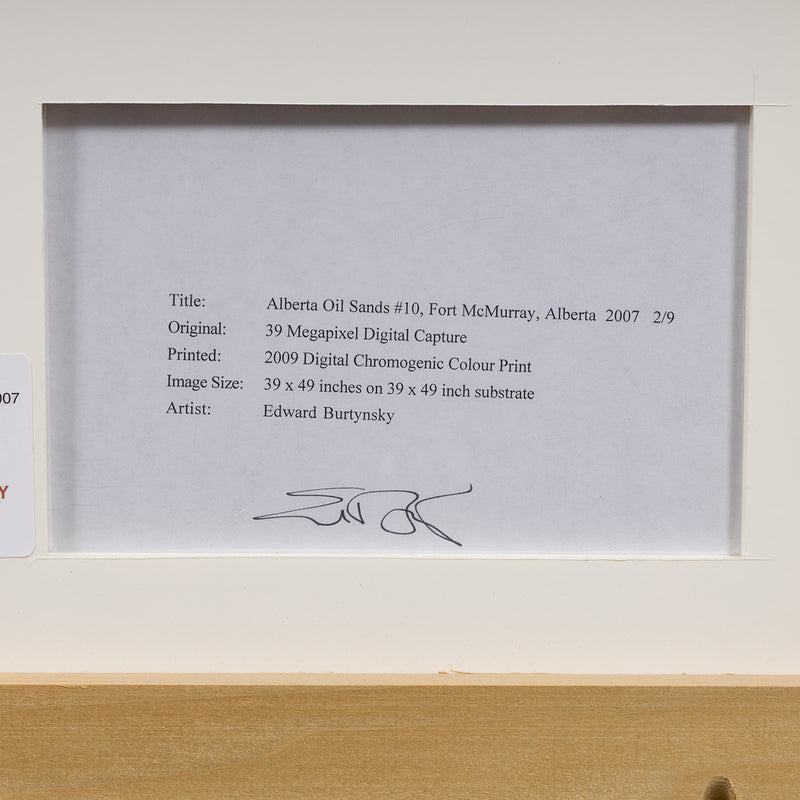 Title: Alberta Oil Sands #10, Fort McMurray, Alberta 2007 2/9
Original: 39 Megapixel Digital Capture
Printed: 2009 Digital Chromogenic Colour Print
Image Size: 39 x 49 inches on 39 x 49 inch substrate
Artist: Edward Burtynsky
007
Y